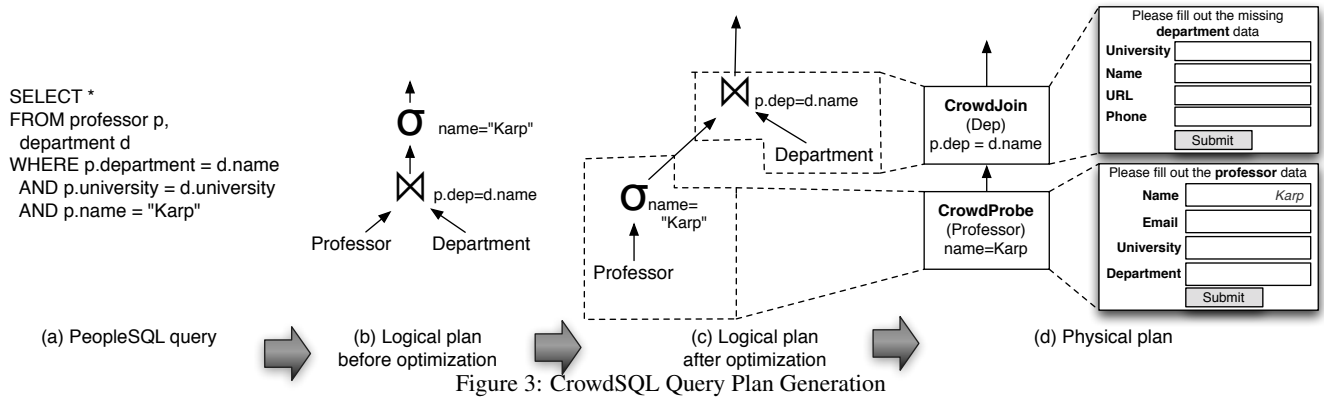 SELECT *
FROM professor p,
department d
WHERE p.department = d.name
AND p.university = d.university
AND p.name = "Karp"
(a) PeopleSQL query
σ name="Karp"
⋈ p.dep=d.name
Professor
Department
(b) Logical plan
before optimization
⋈ p.dep=d.name
Department
σ name=
"Karp"
Professor
(c) Logical plan
after optimization
CrowdJoin
(Dep)
p.dep = d.name
CrowdProbe
(Professor)
name=Karp
Please fill out the missing
department data
University
Name
URL
Phone
Submit
Please fill out the professor data
Name Karp
Email
University
Department
Submit
(d) Physical plan
Figure 3: CrowdSQL Query Plan Generation